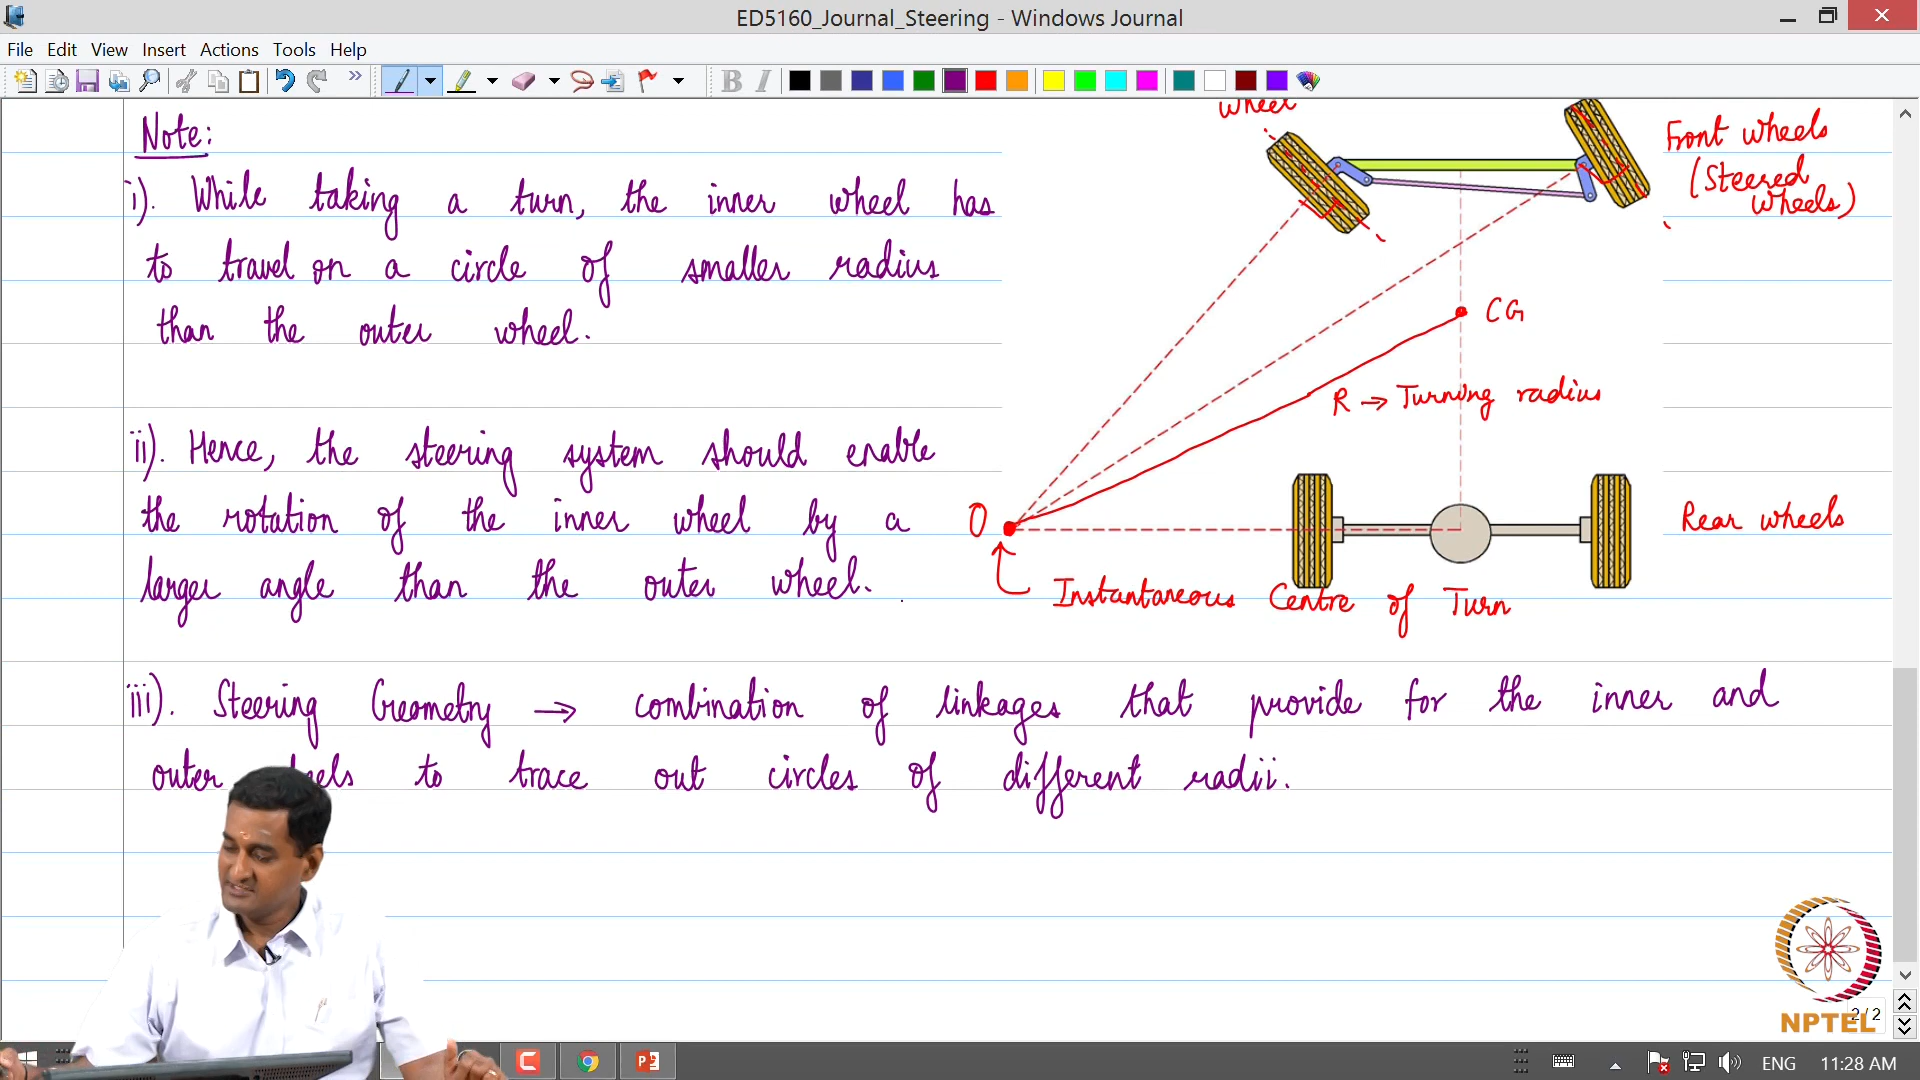 ED5160_Journal_Steering - Windows Journal
File Edit View Insert Actions Tools Help
Note:
i). While taking a turn, the inner wheel has
to travel on a circle of smaller radius
than the outer wheel.
ii). Hence, the steering system should enable
the rotation of the inner wheel by a
larger angle than the outer wheel.
iii). Steering Geometry → combination of linkages that provide for the inner and
outer wheels to trace out circles of different radii.
wheel
Front wheels
(Steered
wheels)
CG
R → Turning radius
O
Rear wheels
Instantaneous Centre of Turn
NPTEL
2/2
ENG 11:28 AM